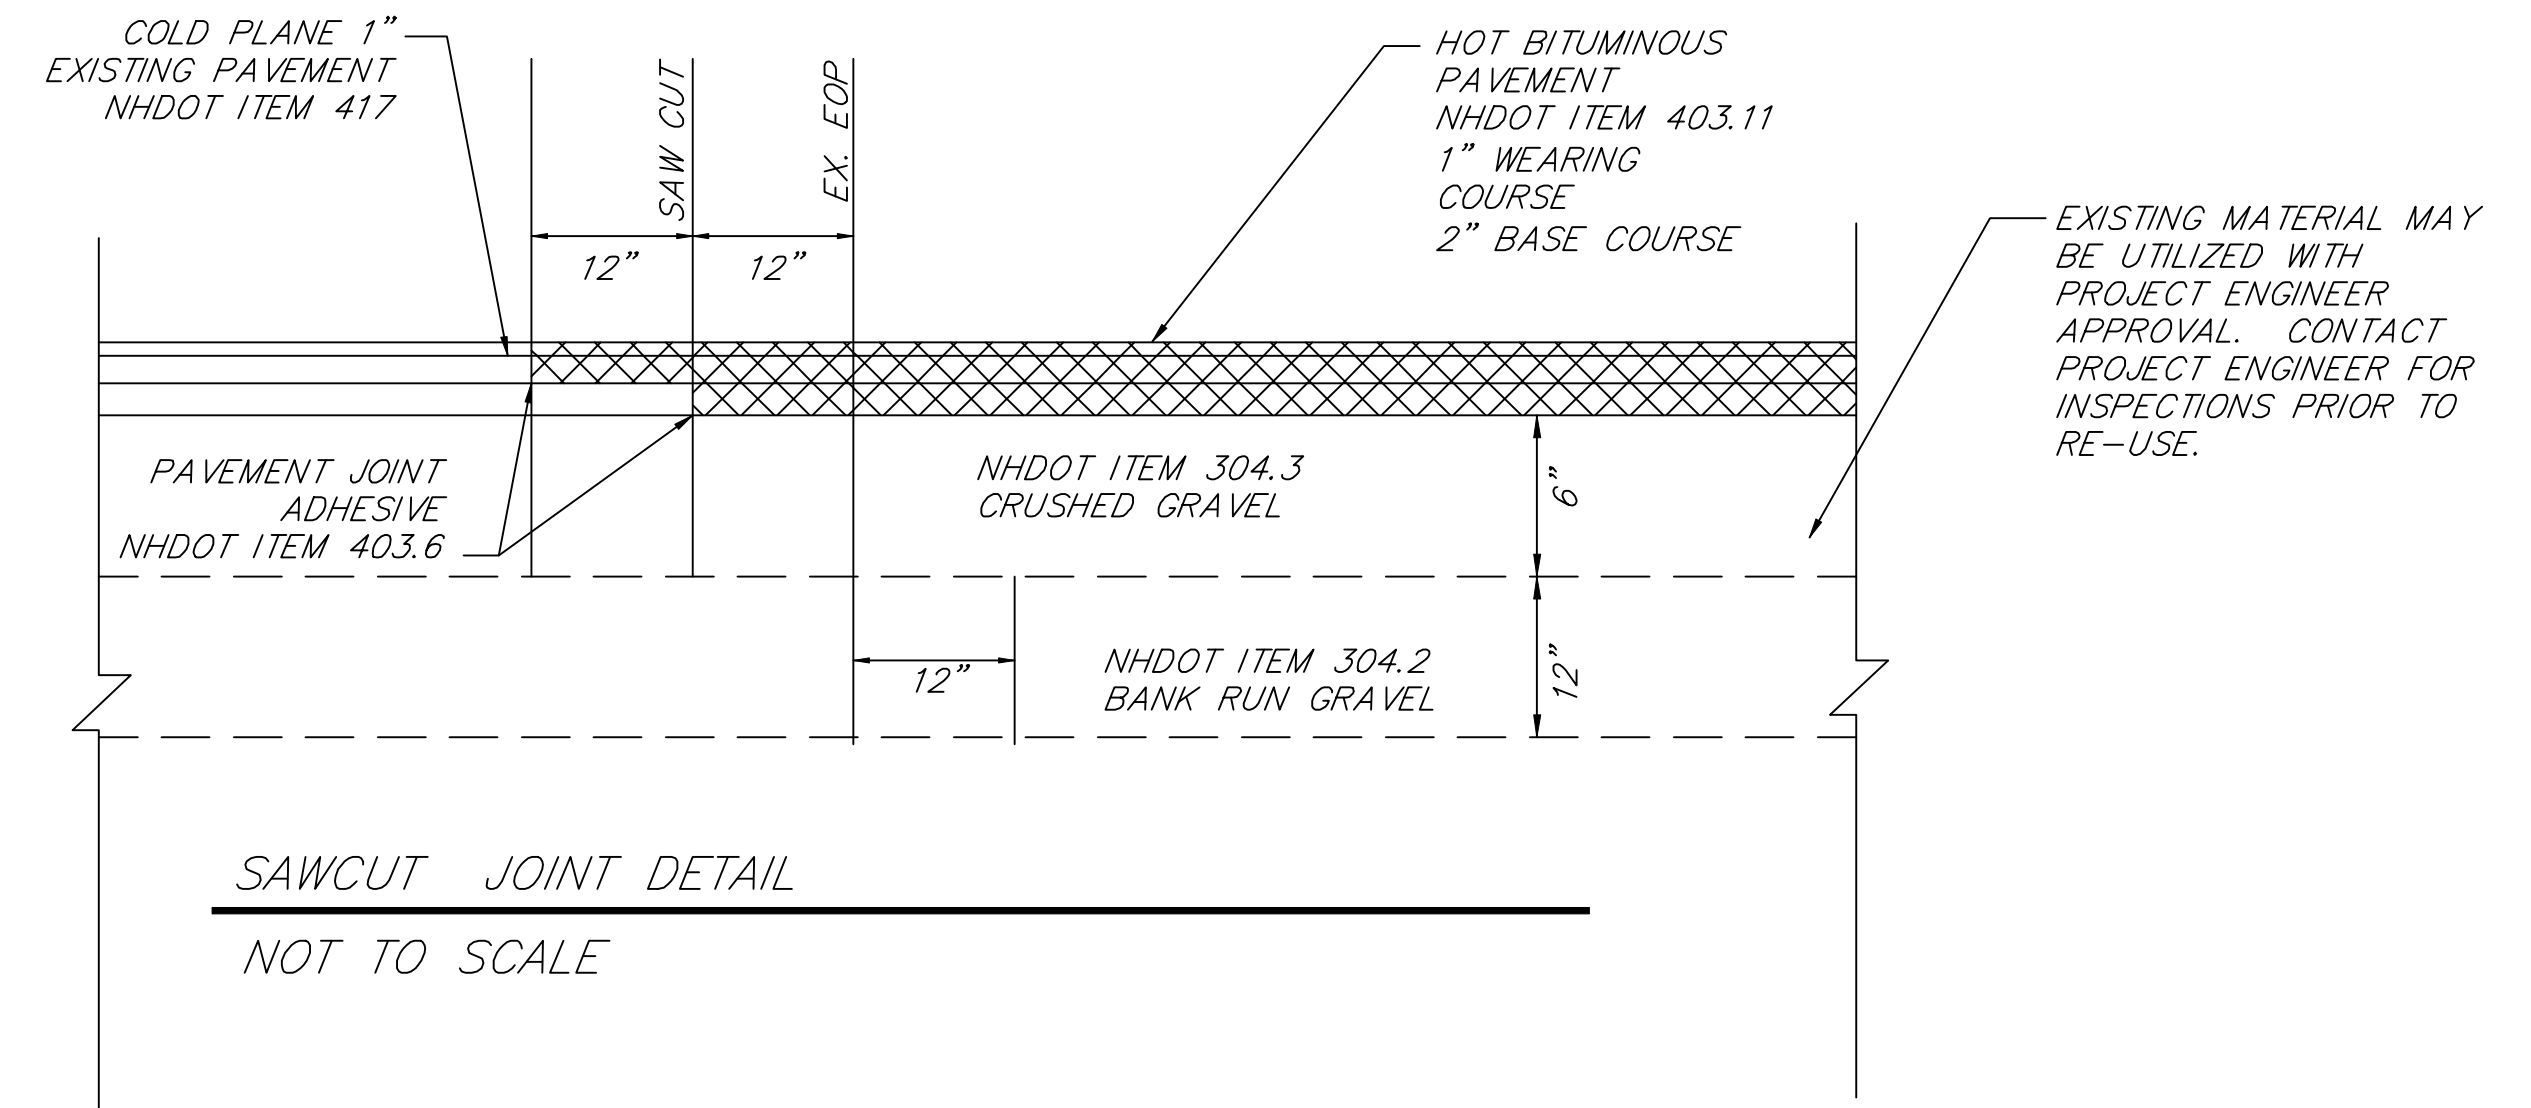 COLD PLANE 1”
EXISTING PAVEMENT
NHDOT ITEM 417
SAW CUT
EX. EOP
12”
12”
HOT BITUMINOUS
PAVEMENT
NHDOT ITEM 403.11
1” WEARING
COURSE
2” BASE COURSE
EXISTING MATERIAL MAY
BE UTILIZED WITH
PROJECT ENGINEER
APPROVAL. CONTACT
PROJECT ENGINEER FOR
INSPECTIONS PRIOR TO
RE-USE.
PAVEMENT JOINT
ADHESIVE
NHDOT ITEM 403.6
NHDOT ITEM 304.3
CRUSHED GRAVEL
6”
12”
NHDOT ITEM 304.2
BANK RUN GRAVEL
12”
SAWCUT JOINT DETAIL
NOT TO SCALE